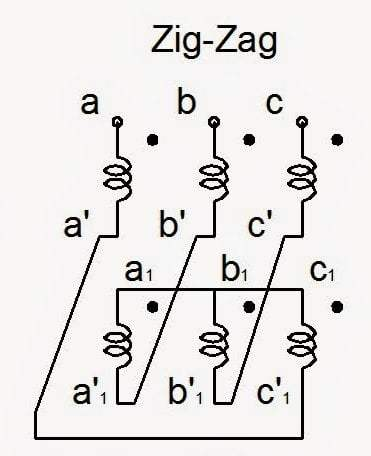 Zig-Zag
a b c
a' b' c'
a₁ b₁ c₁
a'₁ b'₁ c'₁